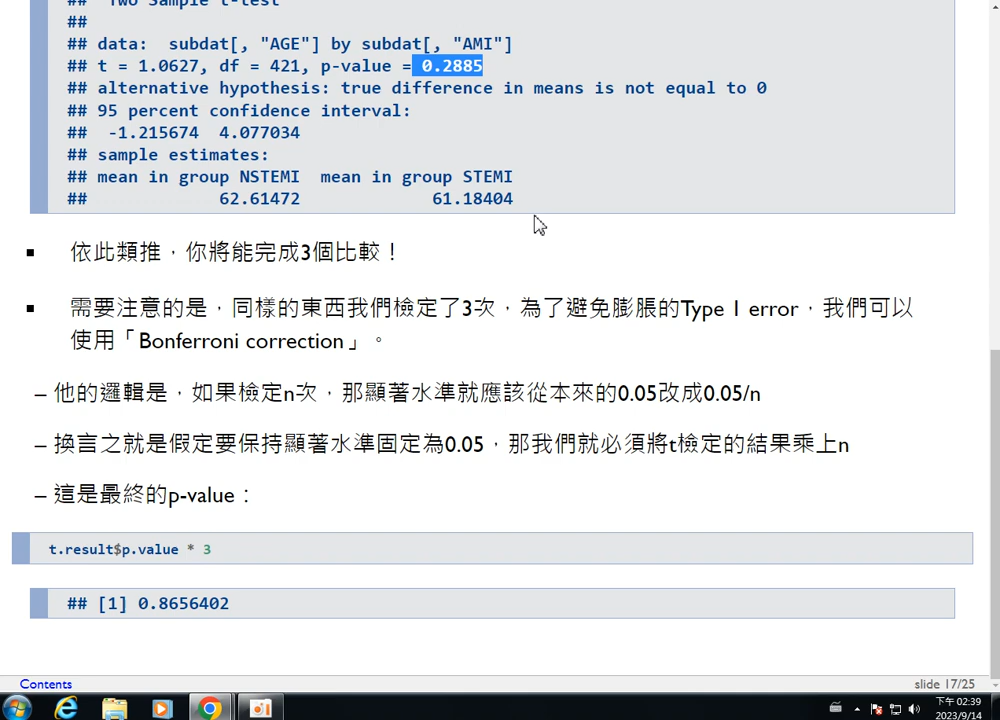 ##  Two Sample t-test
##
## data:  subdat[, "AGE"] by subdat[, "AMI"]
## t = 1.0627, df = 421, p-value = 0.2885
## alternative hypothesis: true difference in means is not equal to 0
## 95 percent confidence interval:
##  -1.215674  4.077034
## sample estimates:
## mean in group NSTEMI  mean in group STEMI
##             62.61472             61.18404
▪ 依此類推，你將能完成3個比較！
▪ 需要注意的是，同樣的東西我們檢定了3次，為了避免膨脹的Type 1 error，我們可以
使用「Bonferroni correction」。
– 他的邏輯是，如果檢定n次，那顯著水準就應該從本來的0.05改成0.05/n
– 換言之就是假定要保持顯著水準固定為0.05，那我們就必須將t檢定的結果乘上n
– 這是最終的p-value：
t.result$p.value * 3
## [1] 0.8656402
Contents
slide 17/25
下午 02:39
2023/9/14